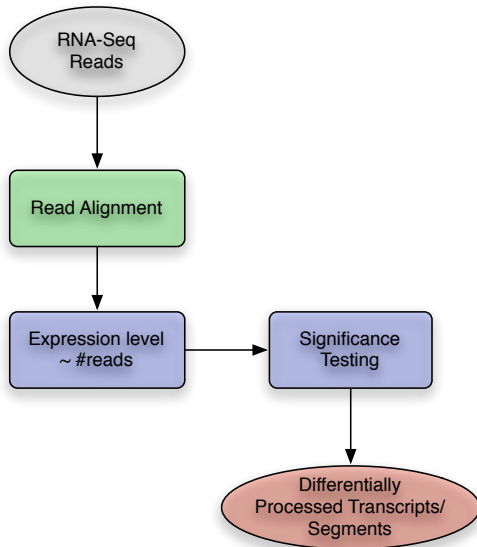 RNA-Seq
Reads
Read Alignment
Expression level
~ #reads
Significance
Testing
Differentially
Processed Transcripts/
Segments